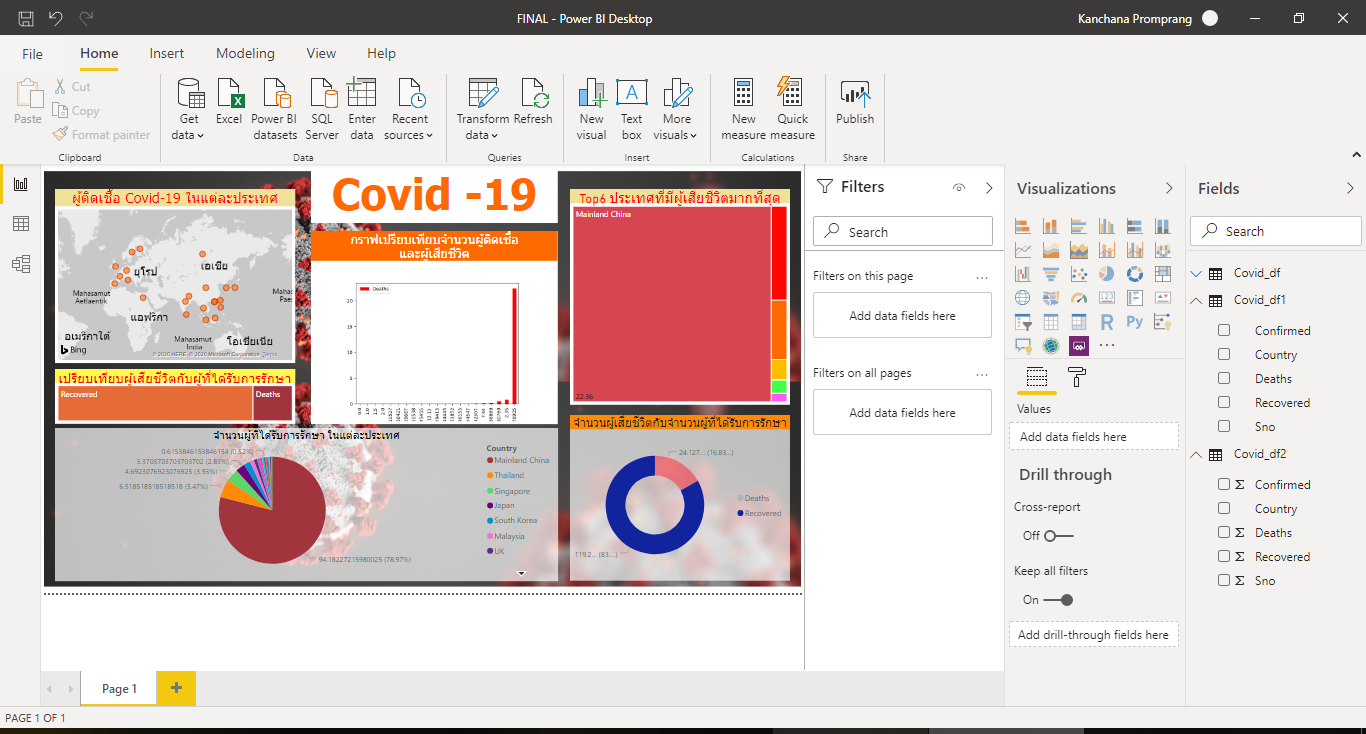 FINAL - Power BI Desktop
Kanchana Promprang
File
Home
Insert
Modeling
View
Help
Paste
Cut
Copy
Format painter
Clipboard
Get data
Excel
Power BI datasets
SQL Server
Enter data
Recent sources
Data
Transform data
Refresh
Queries
New visual
Text box
More visuals
Insert
New measure
Quick measure
Calculations
Publish
Share
ผู้ติดเชื้อ Covid-19 ในแต่ละประเทศ
ยุโรป
เอเชีย
Mahasamut Aetlaentik
แอฟริกา
อเมริกาใต้
Mahasamut India
โอเชียเนีย
Bing
© 2020 HERE, © 2020 Microsoft Corporation Terms
เปรียบเทียบผู้เสียชีวิตกับผู้ที่ได้รับการรักษา
Recovered
Deaths
Covid -19
กราฟเปรียบเทียบจำนวนผู้ติดเชื้อ
และผู้เสียชีวิต
Deaths
20
15
10
5
0
Top6 ประเทศที่มีผู้เสียชีวิตมากที่สุด
Mainland China
22.36
จำนวนผู้ที่ได้รับการรักษา ในแต่ละประเทศ
0.6153846153846154 (0.52%)
3.3703703703703702 (2.83%)
4.6923076923076925 (3.93%)
6.518518518518518 (5.47%)
94.18227215980025 (78.97%)
Country
Mainland China
Thailand
Singapore
Japan
South Korea
Malaysia
UK
จำนวนผู้เสียชีวิตกับจำนวนผู้ที่ได้รับการรักษา
24.127... (16.83...)
119.2... (83...)
Deaths
Recovered
Filters
Search
Filters on this page
...
Add data fields here
Filters on all pages
...
Add data fields here
Visualizations
R
Py
...
Values
Add data fields here
Drill through
Cross-report
Off
Keep all filters
On
Add drill-through fields here
Fields
Search
Covid_df
Covid_df1
Confirmed
Country
Deaths
Recovered
Sno
Covid_df2
Σ Confirmed
Country
Σ Deaths
Σ Recovered
Σ Sno
Page 1
+
PAGE 1 OF 1